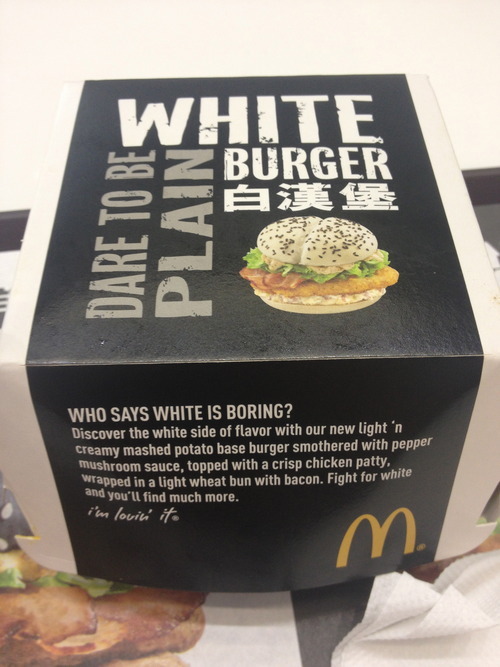 WHITE
BURGER
白漢堡
DARE TO BE
PLAIN
WHO SAYS WHITE IS BORING?
Discover the white side of flavor with our new light 'n
creamy mashed potato base burger smothered with pepper
mushroom sauce, topped with a crisp chicken patty,
wrapped in a light wheat bun with bacon. Fight for white
and you'll find much more.
i'm lovin' it®
M®